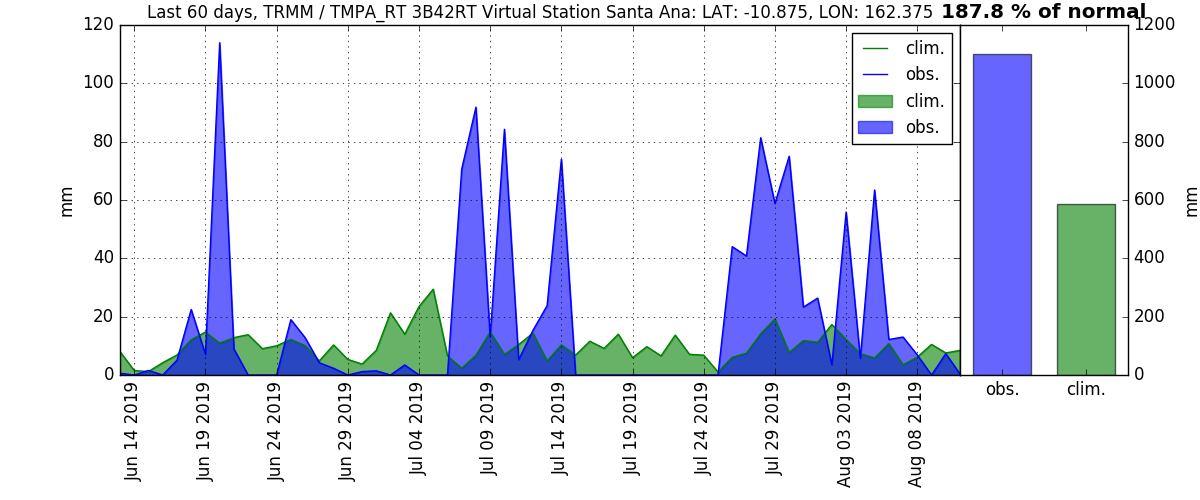 Last 60 days, TRMM / TMPA_RT 3B42RT Virtual Station Santa Ana: LAT: -10.875, LON: 162.375 187.8 % of normal
120
100
80
60
40
20
0
mm
clim.
obs.
clim.
obs.
1200
1000
800
600
400
200
0
mm
Jun 14 2019
Jun 19 2019
Jun 24 2019
Jun 29 2019
Jul 04 2019
Jul 09 2019
Jul 14 2019
Jul 19 2019
Jul 24 2019
Jul 29 2019
Aug 03 2019
Aug 08 2019
obs.
clim.